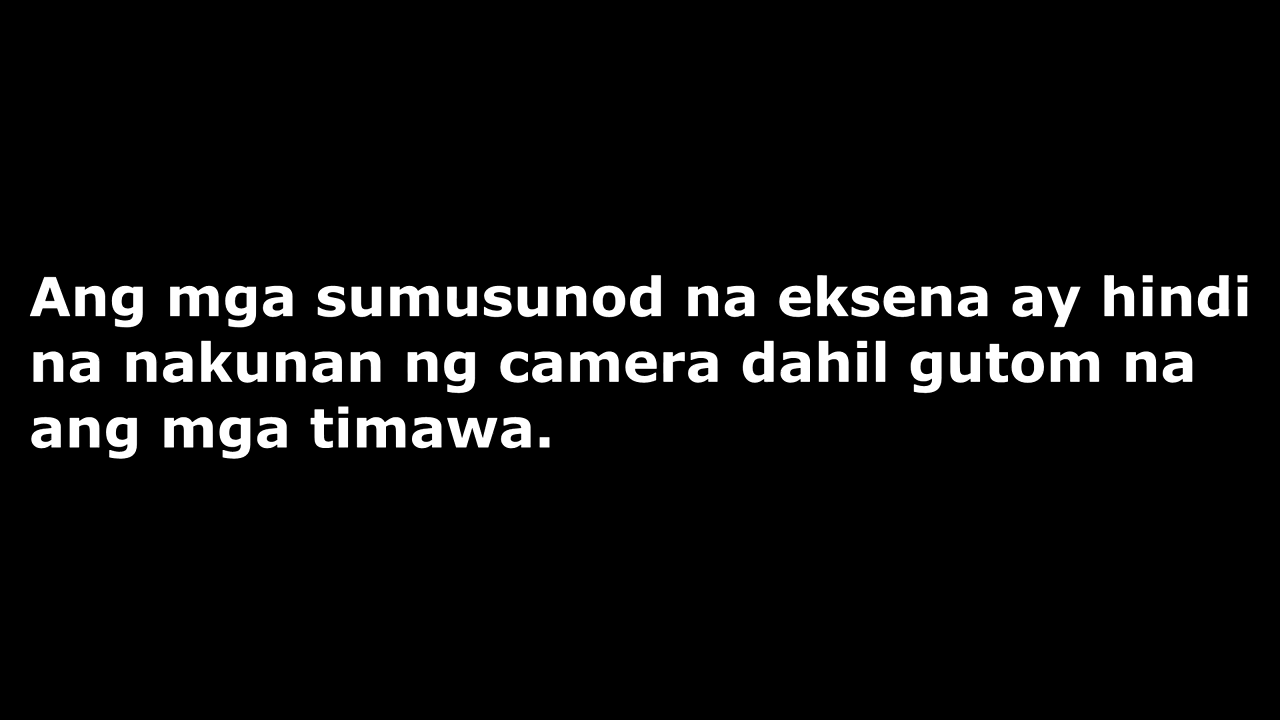 Ang mga sumusunod na eksena ay hindi
na nakunan ng camera dahil gutom na
ang mga timawa.